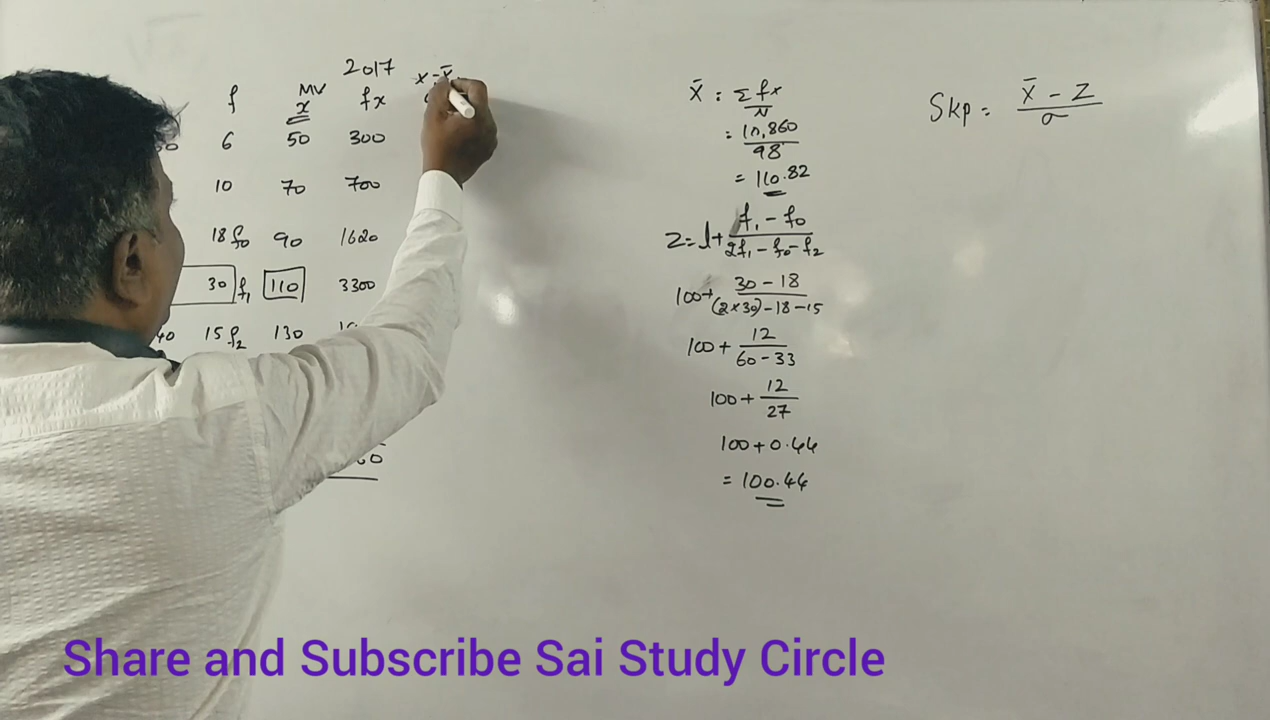 2017
f MV x fx x - x̄
6 50 300
10 70 700
18 f₀ 90 1620
30 f₁ 110 3300
40 15 f₂ 130
x̄ : Σfx / N
= 10,860 / 98
= 110.82
Z = l + f₁ - f₀ / 2f₁ - f₀ - f₂
100 + 30 - 18 / (2x30) - 18 - 15
100 + 12 / 60 - 33
100 + 12 / 27
100 + 0.44
= 100.44
Skp = x̄ - Z / σ
Share and Subscribe Sai Study Circle